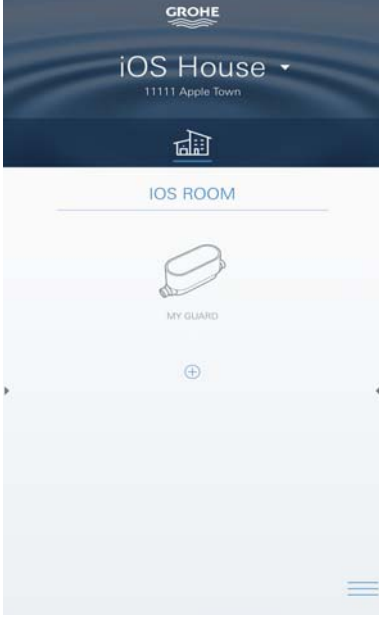 GROHE
iOS House
11111 Apple Town
IOS ROOM
MY GUARD